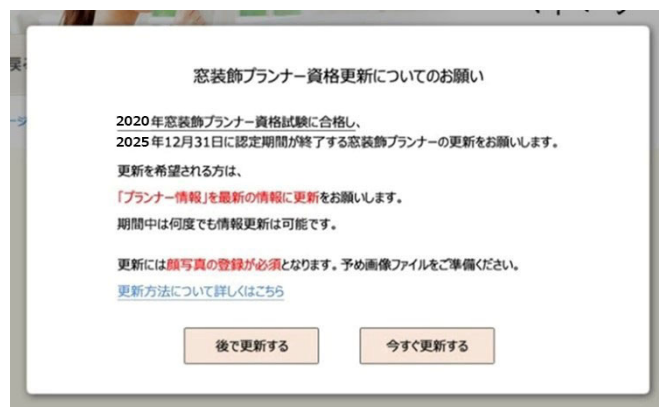 窓装飾プランナー資格更新についてのお願い
2020年窓装飾プランナー資格試験に合格し、
2025年12月31日に認定期間が終了する窓装飾プランナーの更新をお願いします。
更新を希望される方は、
「プランナー情報」を最新の情報に更新をお願いします。
期間中は何度でも情報更新は可能です。
更新には顔写真の登録が必須となります。予め画像ファイルをご準備ください。
更新方法について詳しくはこちら
後で更新する
今すぐ更新する